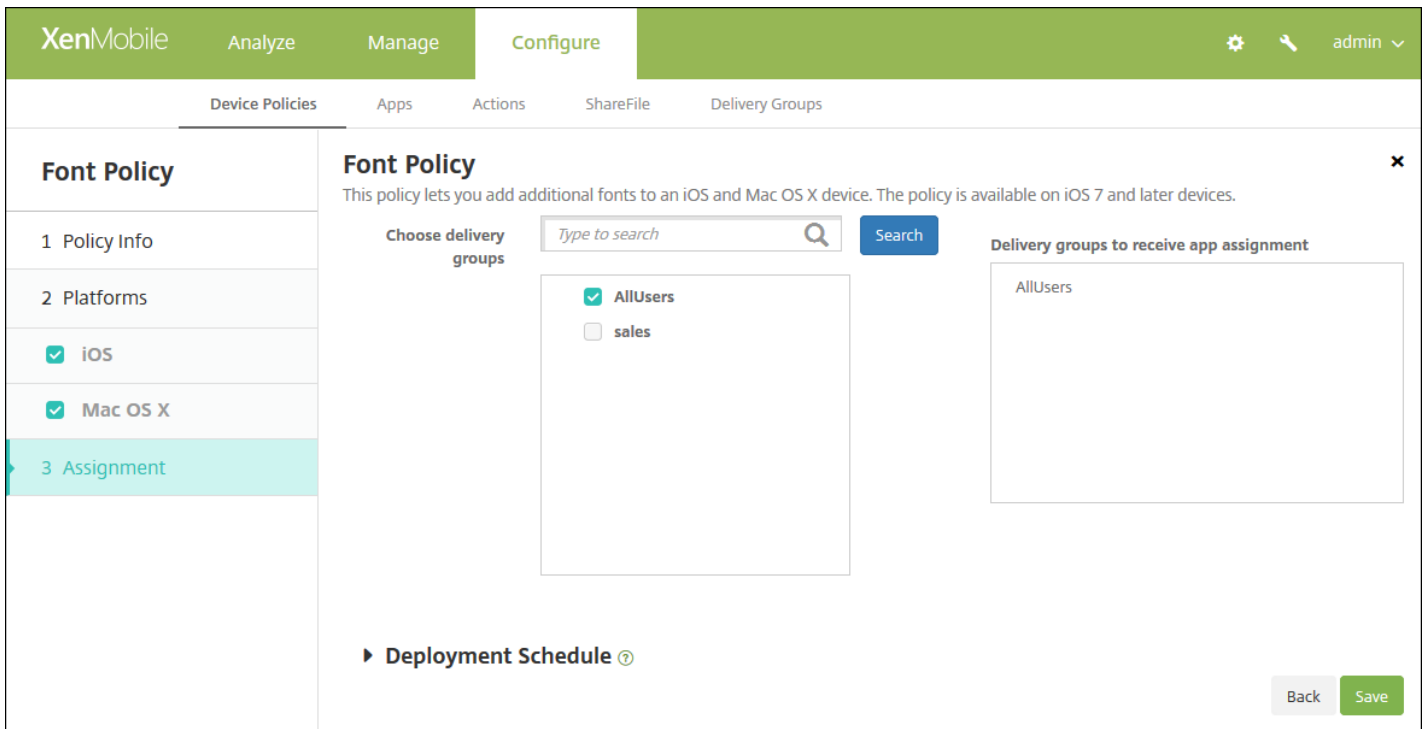 XenMobile Analyze Manage Configure admin
Device Policies Apps Actions ShareFile Delivery Groups
Font Policy
1 Policy Info
2 Platforms
iOS
Mac OS X
3 Assignment
Font Policy
This policy lets you add additional fonts to an iOS and Mac OS X device. The policy is available on iOS 7 and later devices.
Choose delivery
groups
Type to search
Search
AllUsers
sales
Delivery groups to receive app assignment
AllUsers
Deployment Schedule ?
Back Save